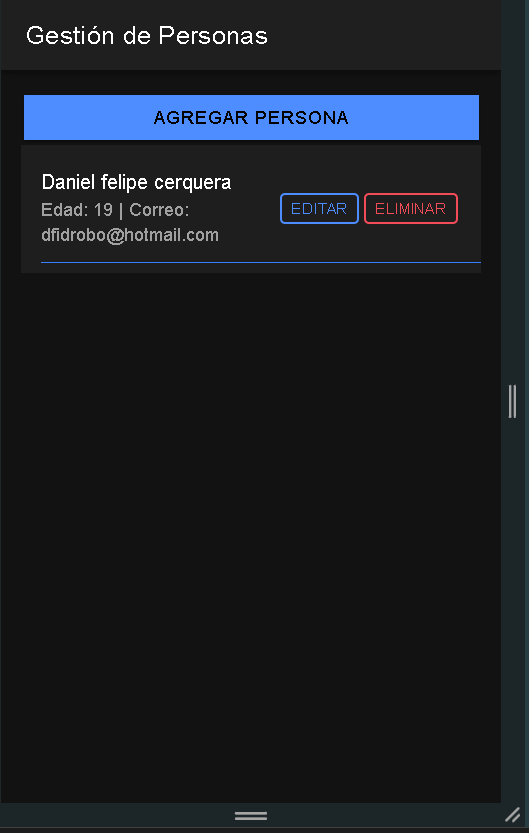 Gestión de Personas
AGREGAR PERSONA
Daniel felipe cerquera
Edad: 19 | Correo:
dfidrobo@hotmail.com
EDITAR
ELIMINAR